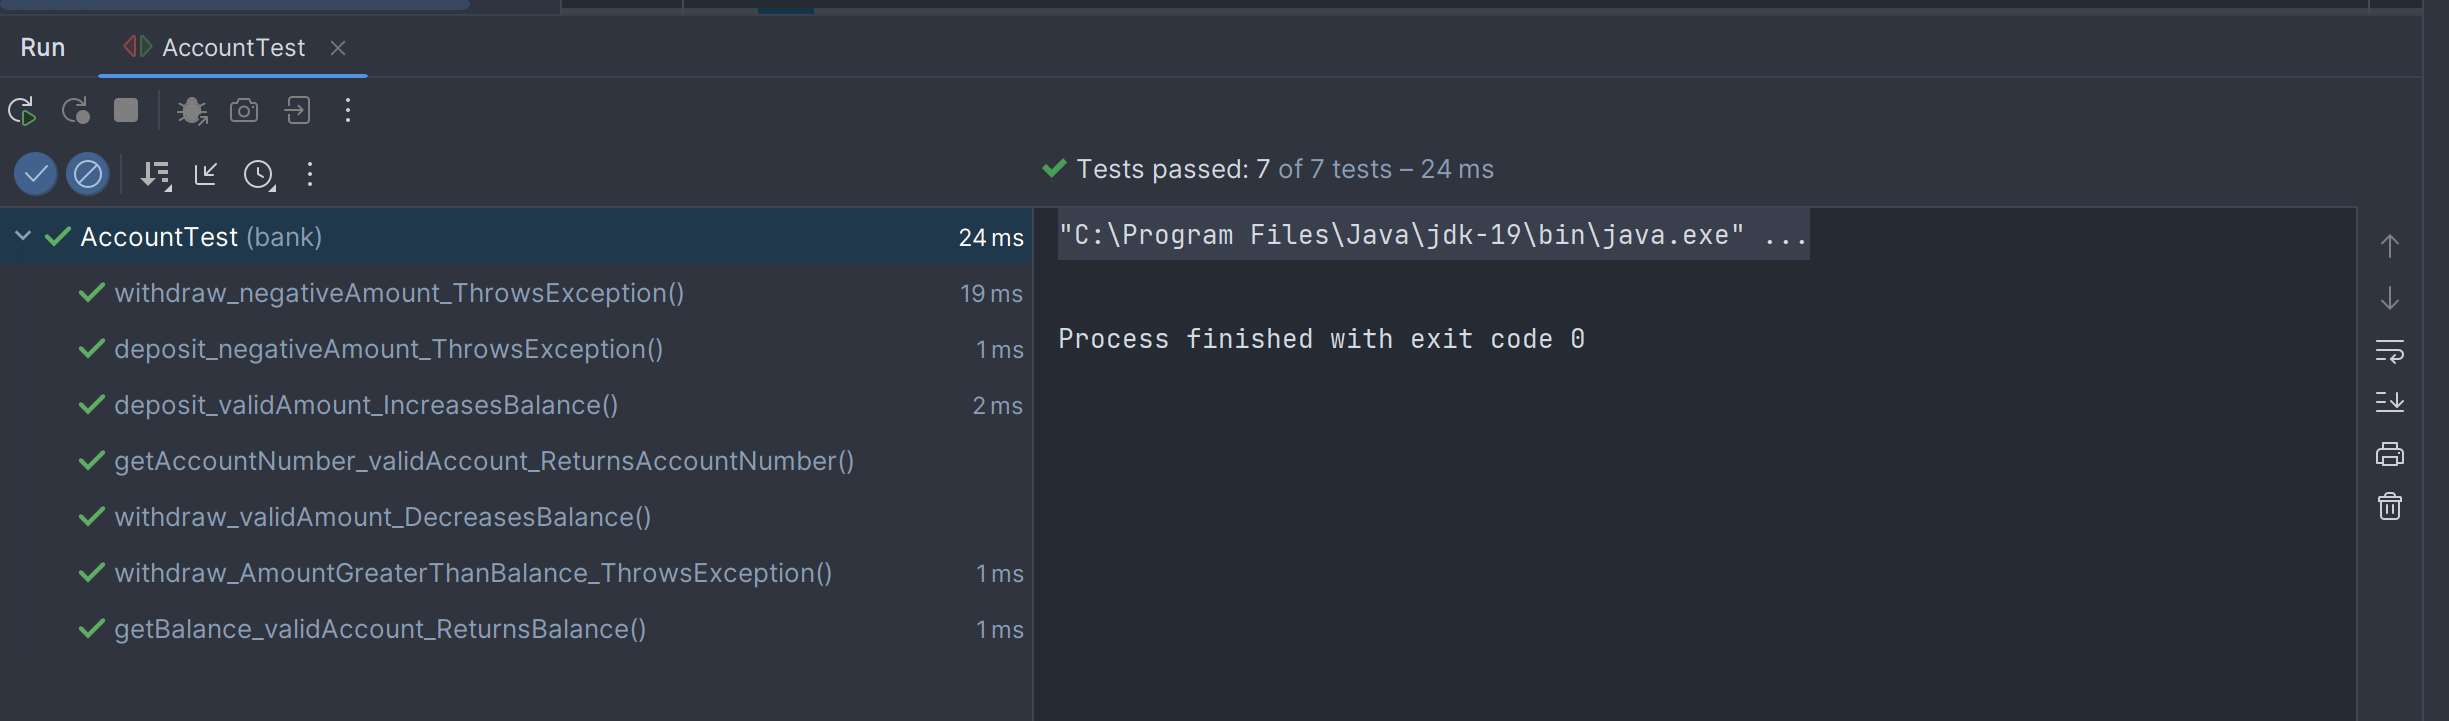 Run AccountTest
Tests passed: 7 of 7 tests – 24 ms
AccountTest (bank) 24 ms
withdraw_negativeAmount_ThrowsException() 19 ms
deposit_negativeAmount_ThrowsException() 1 ms
deposit_validAmount_IncreasesBalance() 2 ms
getAccountNumber_validAccount_ReturnsAccountNumber()
withdraw_validAmount_DecreasesBalance()
withdraw_AmountGreaterThanBalance_ThrowsException() 1 ms
getBalance_validAccount_ReturnsBalance() 1 ms
"C:\Program Files\Java\jdk-19\bin\java.exe" ...
Process finished with exit code 0